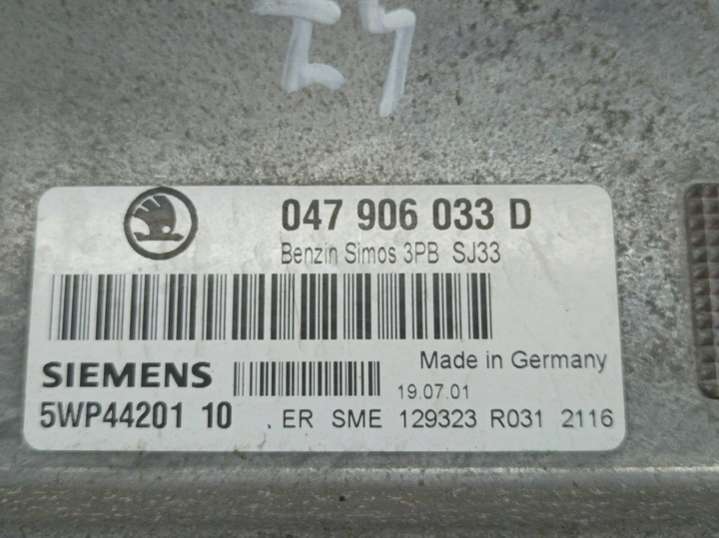 047 906 033 D
Benzin Simos 3PB SJ33
Made in Germany
SIEMENS
19.07.01
5WP44201 10 .ER SME 129323 R031 2116